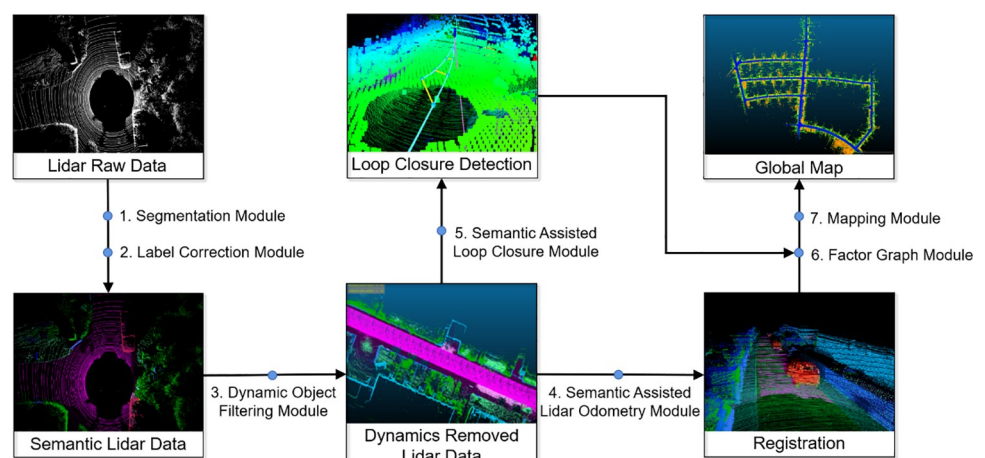 Lidar Raw Data
Loop Closure Detection
Global Map
1. Segmentation Module
2. Label Correction Module
5. Semantic Assisted
Loop Closure Module
7. Mapping Module
6. Factor Graph Module
3. Dynamic Object
Filtering Module
4. Semantic Assisted
Lidar Odometry Module
Semantic Lidar Data
Dynamics Removed
Lidar Data
Registration